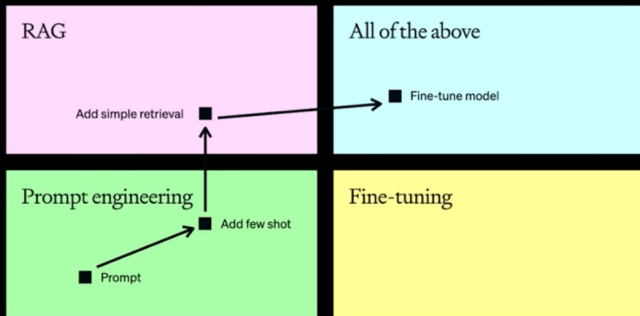 RAG
All of the above
Add simple retrieval
Fine-tune model
Prompt engineering
Fine-tuning
Add few shot
Prompt